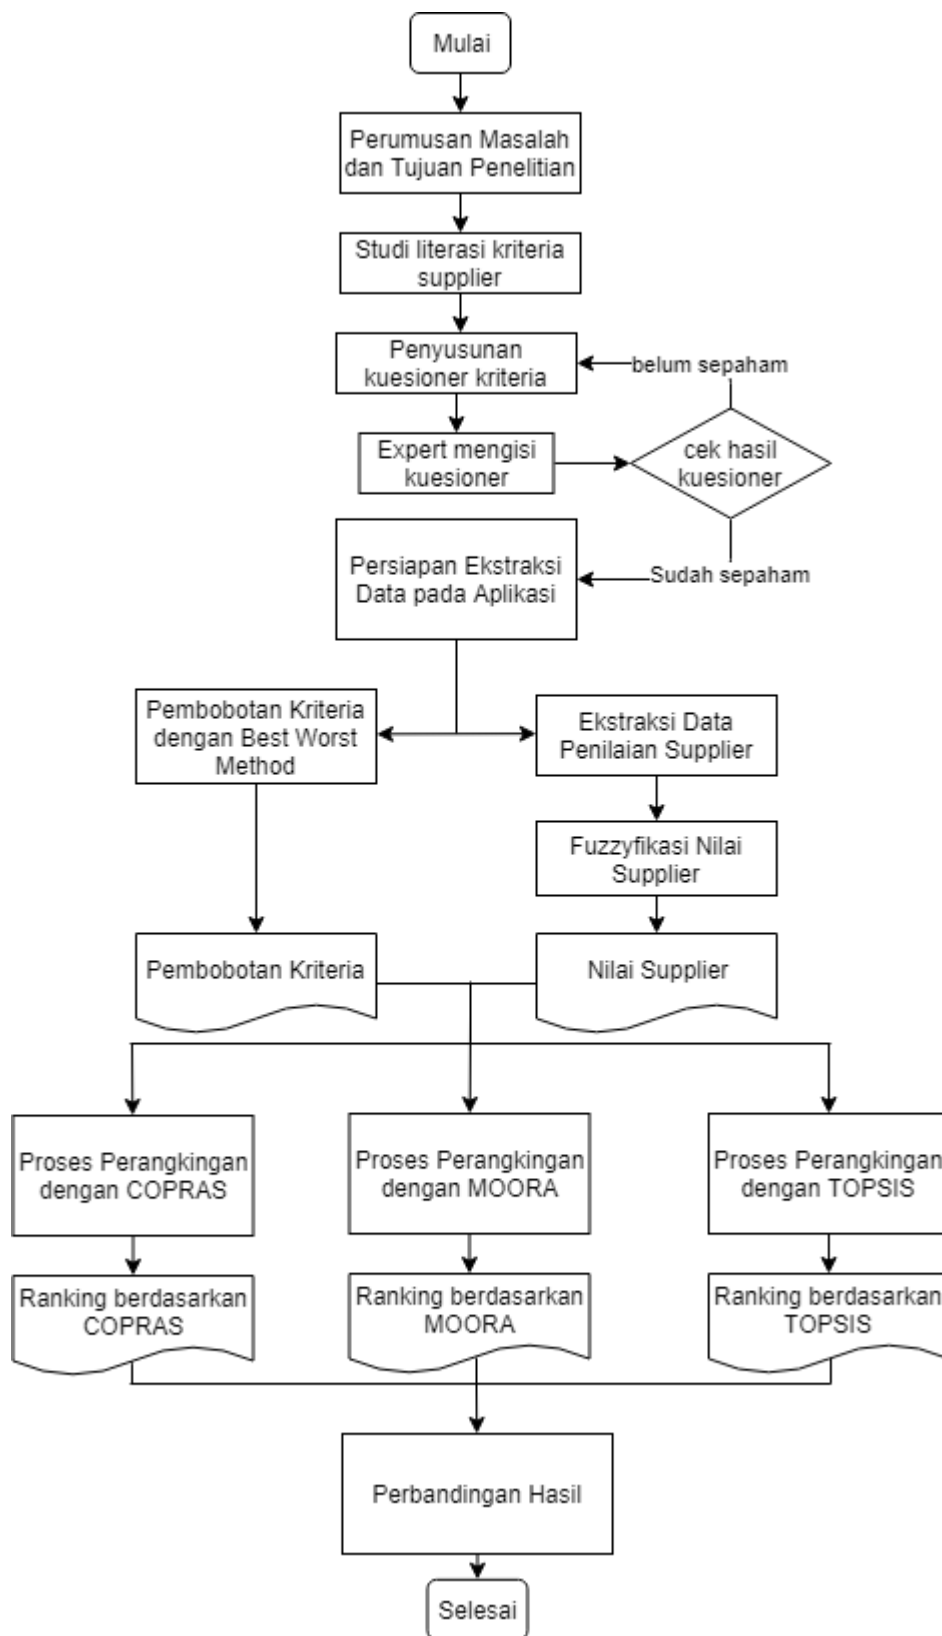 Mulai
Perumusan Masalah
dan Tujuan Penelitian
Studi literasi kriteria
supplier
Penyusunan
kuesioner kriteria
belum sepaham
Expert mengisi
kuesioner
cek hasil
kuesioner
Persiapan Ekstraksi
Data pada Aplikasi
Sudah sepaham
Pembobotan Kriteria
dengan Best Worst
Method
Ekstraksi Data
Penilaian Supplier
Fuzzyfikasi Nilai
Supplier
Pembobotan Kriteria
Nilai Supplier
Proses Perangkingan
dengan COPRAS
Proses Perangkingan
dengan MOORA
Proses Perangkingan
dengan TOPSIS
Ranking berdasarkan
COPRAS
Ranking berdasarkan
MOORA
Ranking berdasarkan
TOPSIS
Perbandingan Hasil
Selesai